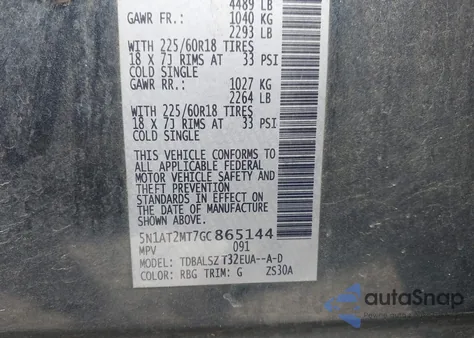 4489 LB
GAWR FR.: 1040 KG
2293 LB
WITH 225/60R18 TIRES
18 X 7J RIMS AT 33 PSI
COLD SINGLE
GAWR RR.: 1027 KG
2264 LB
WITH 225/60R18 TIRES
18 X 7J RIMS AT 33 PSI
COLD SINGLE
THIS VEHICLE CONFORMS TO
ALL APPLICABLE FEDERAL
MOTOR VEHICLE SAFETY AND
THEFT PREVENTION
STANDARDS IN EFFECT ON
THE DATE OF MANUFACTURE
SHOWN ABOVE.
5N1AT2MT7GC865144
MPV 091
MODEL: TDBALSZ T32EUA--A-D
COLOR: RBG TRIM: G ZS30A
autoSnap